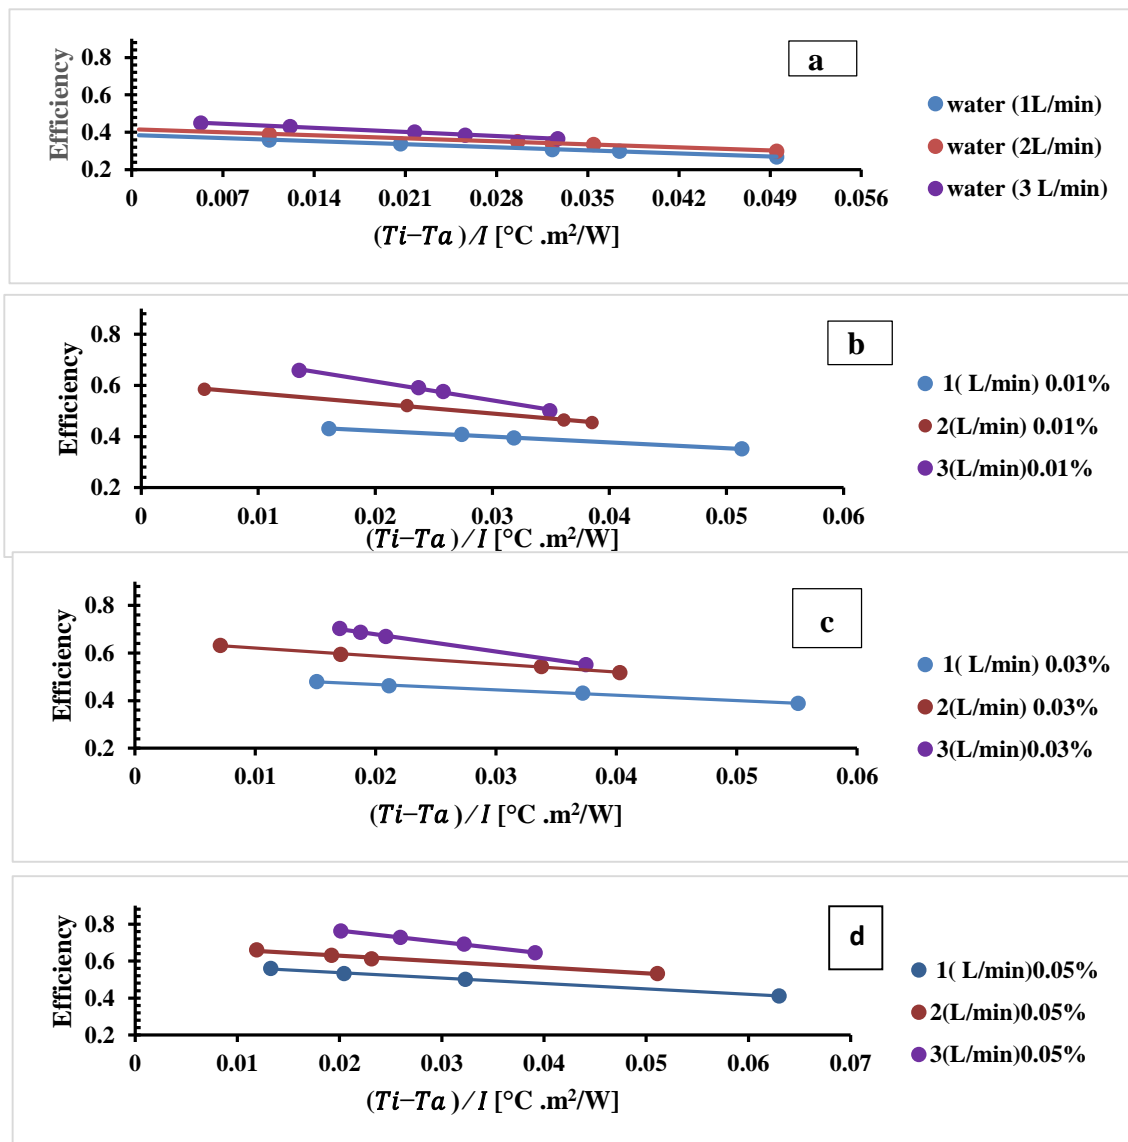 a
Efficiency
0.8
0.6
0.4
0.2
0 0.007 0.014 0.021 0.028 0.035 0.042 0.049 0.056
(Ti−Ta)/I [°C .m²/W]
water (1L/min)
water (2L/min)
water (3 L/min)
b
Efficiency
0.8
0.6
0.4
0.2
0 0.01 0.02 0.03 0.04 0.05 0.06
(Ti−Ta)/I [°C .m²/W]
1( L/min) 0.01%
2(L/min) 0.01%
3(L/min)0.01%
c
Efficiency
0.8
0.6
0.4
0.2
0 0.01 0.02 0.03 0.04 0.05 0.06
(Ti−Ta)/I [°C .m²/W]
1( L/min) 0.03%
2(L/min) 0.03%
3(L/min)0.03%
d
Efficiency
0.8
0.6
0.4
0.2
0 0.01 0.02 0.03 0.04 0.05 0.06 0.07
(Ti−Ta)/I [°C .m²/W]
1( L/min)0.05%
2(L/min)0.05%
3(L/min)0.05%